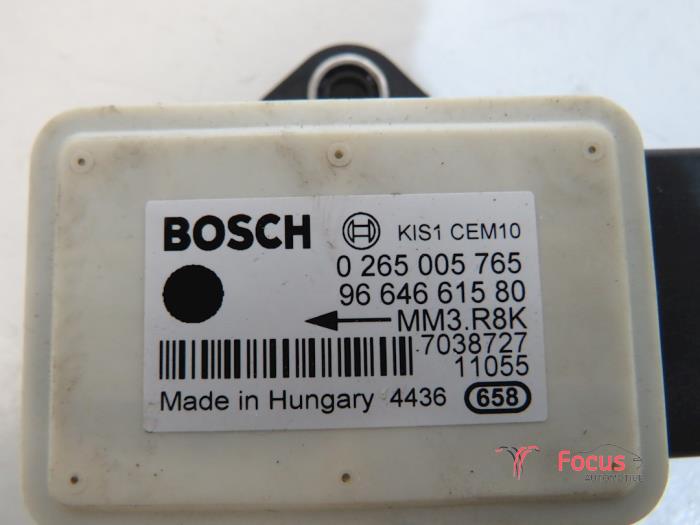 BOSCH KIS1 CEM10
0 265 005 765
96 646 615 80
MM3.R8K
7038727
11055
Made in Hungary 4436 658
Focus
AUTOMOTIVE